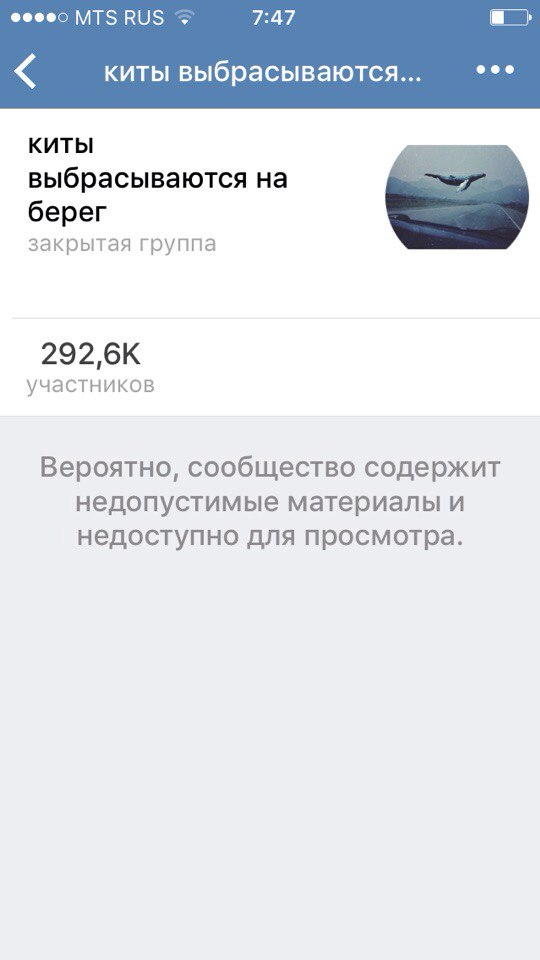 MTS RUS 7:47
киты выбрасываются...
киты
выбрасываются на
берег
закрытая группа
292,6K
участников
Вероятно, сообщество содержит
недопустимые материалы и
недоступно для просмотра.